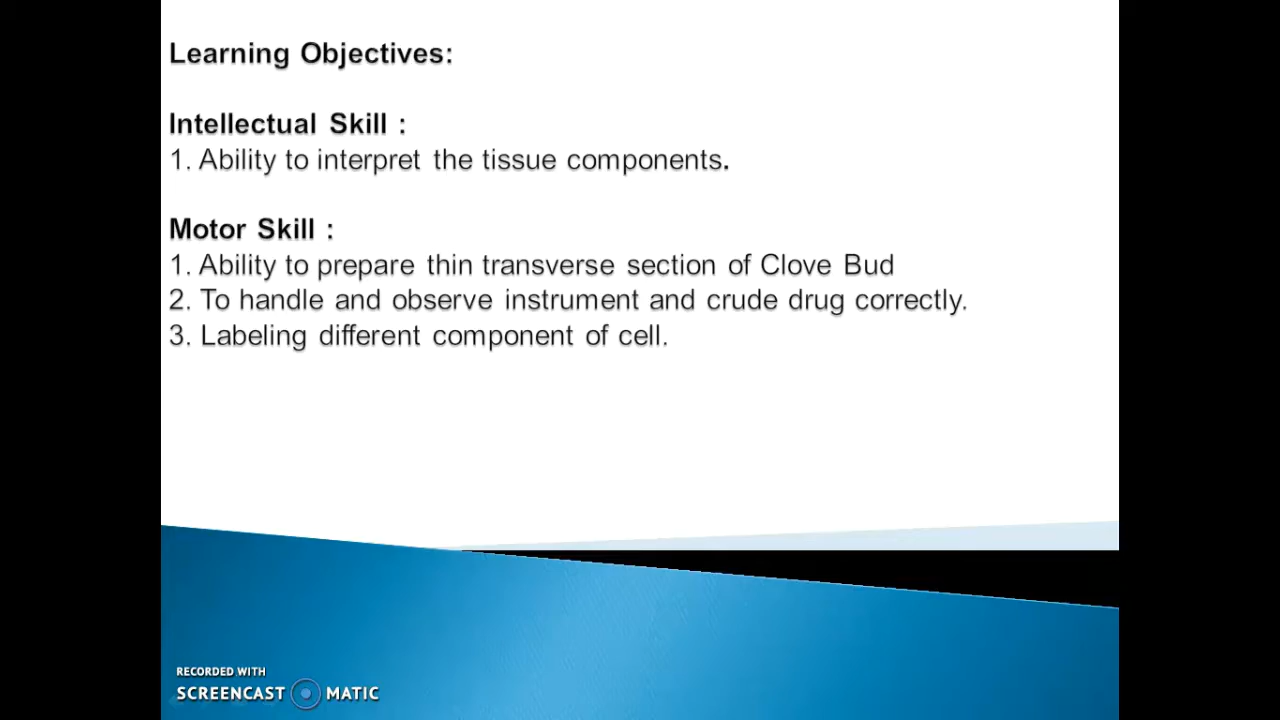 Learning Objectives:
Intellectual Skill :
1. Ability to interpret the tissue components.
Motor Skill :
1. Ability to prepare thin transverse section of Clove Bud
2. To handle and observe instrument and crude drug correctly.
3. Labeling different component of cell.
RECORDED WITH
SCREENCAST MATIC